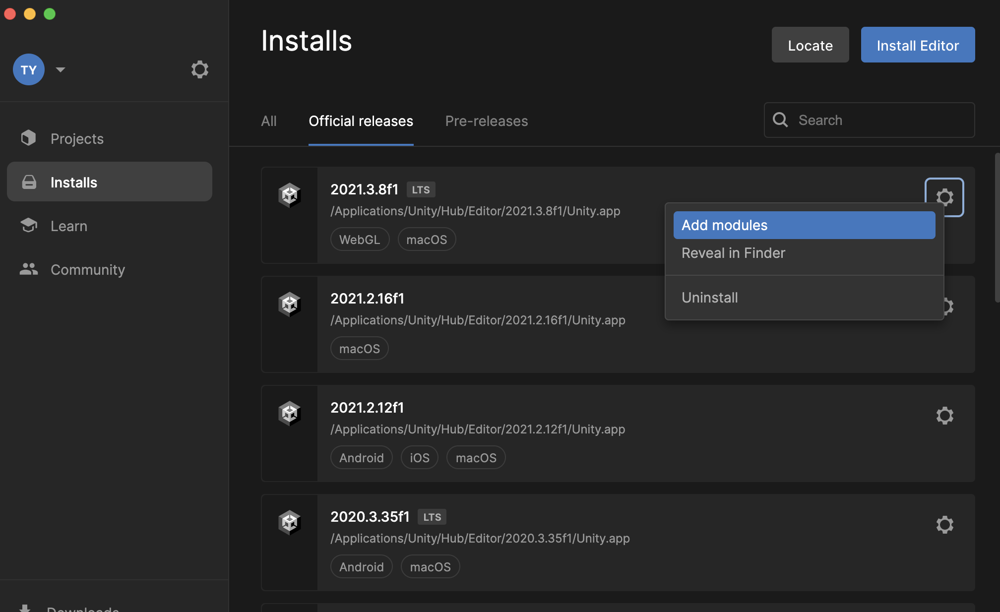 TY
Projects
Installs
Learn
Community
Downloads
Installs
Locate
Install Editor
All
Official releases
Pre-releases
Search
2021.3.8f1 LTS
/Applications/Unity/Hub/Editor/2021.3.8f1/Unity.app
WebGL
macOS
Add modules
Reveal in Finder
Uninstall
2021.2.16f1
/Applications/Unity/Hub/Editor/2021.2.16f1/Unity.app
macOS
2021.2.12f1
/Applications/Unity/Hub/Editor/2021.2.12f1/Unity.app
Android
iOS
macOS
2020.3.35f1 LTS
/Applications/Unity/Hub/Editor/2020.3.35f1/Unity.app
Android
macOS